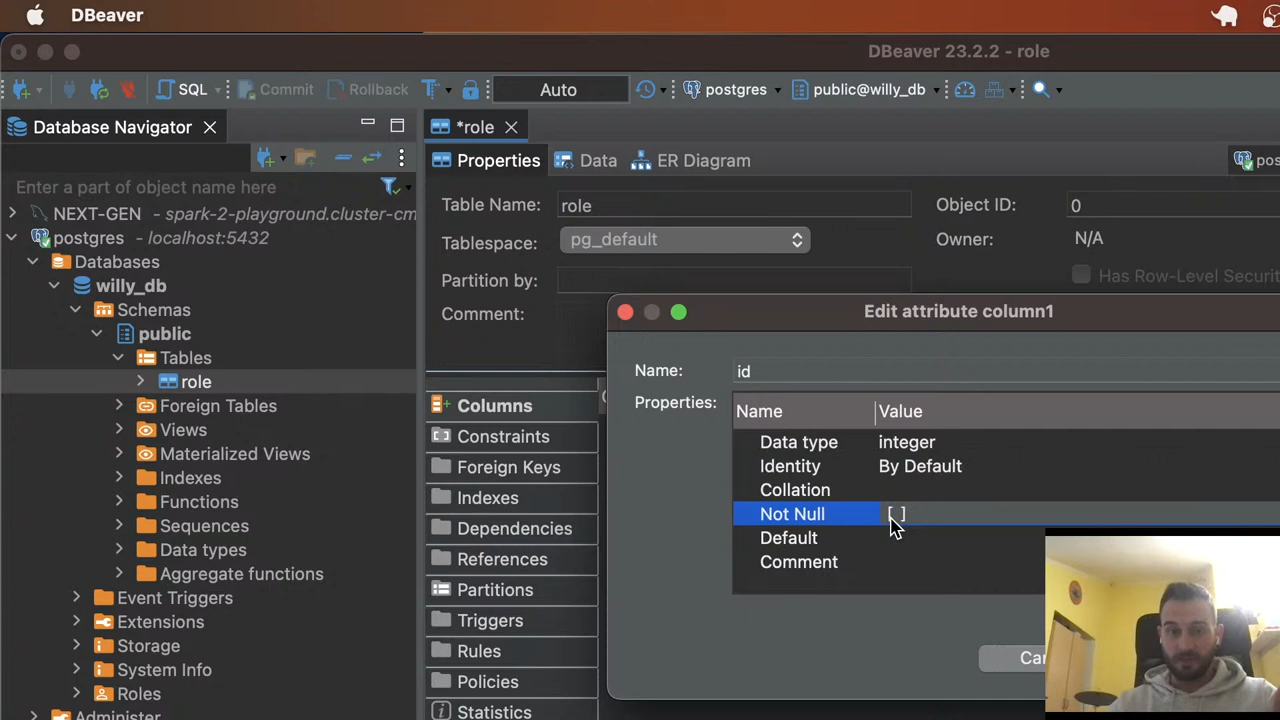 DBeaver
DBeaver 23.2.2 - role
SQL
Commit
Rollback
Auto
postgres
public@willy_db
Database Navigator
*role
Properties
Data
ER Diagram
Enter a part of object name here
NEXT-GEN - spark-2-playground.cluster-cm
postgres - localhost:5432
Databases
willy_db
Schemas
public
Tables
role
Foreign Tables
Views
Materialized Views
Indexes
Functions
Sequences
Data types
Aggregate functions
Event Triggers
Extensions
Storage
System Info
Roles
Administer
Table Name: role
Object ID: 0
Tablespace: pg_default
Owner: N/A
Partition by:
Has Row-Level Securit
Comment:
Columns
Constraints
Foreign Keys
Indexes
Dependencies
References
Partitions
Triggers
Rules
Policies
Statistics
Edit attribute column1
Name: id
Properties:
Name Value
Data type integer
Identity By Default
Collation
Not Null [ ]
Default
Comment